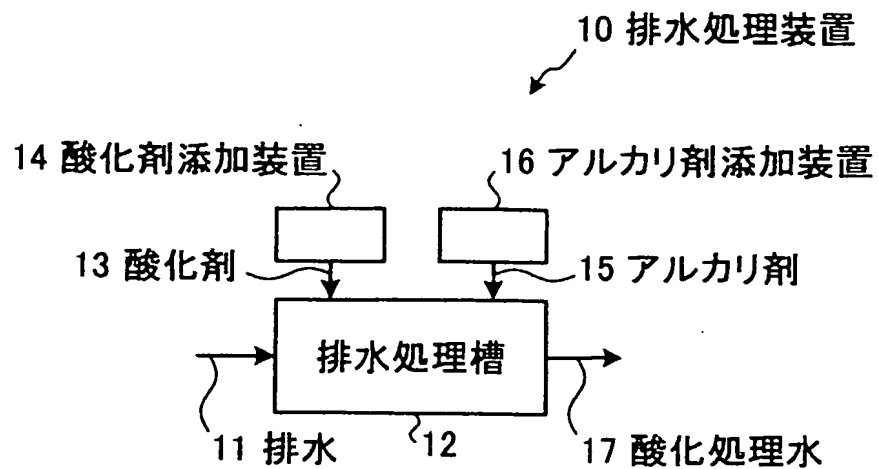 10 排水処理装置
14 酸化剤添加装置
16 アルカリ剤添加装置
13 酸化剤
15 アルカリ剤
排水処理槽
11 排水
12
17 酸化処理水